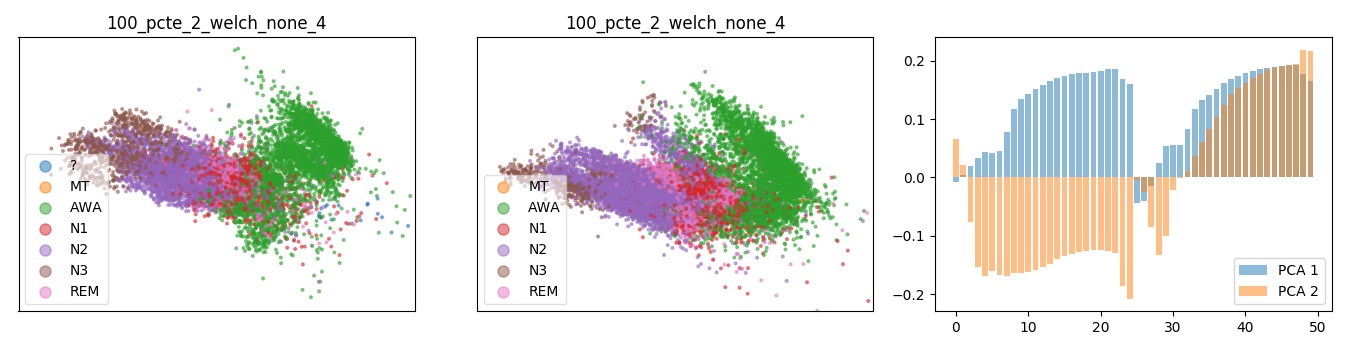 100_pcte_2_welch_none_4
?
MT
AWA
N1
N2
N3
REM
100_pcte_2_welch_none_4
MT
AWA
N1
N2
N3
REM
0.2
0.1
0.0
−0.1
−0.2
PCA 1
PCA 2
0 10 20 30 40 50